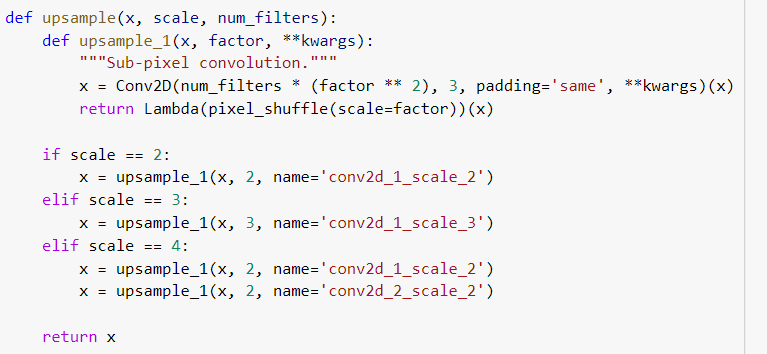 def upsample(x, scale, num_filters):
    def upsample_1(x, factor, **kwargs):
        """Sub-pixel convolution."""
        x = Conv2D(num_filters * (factor ** 2), 3, padding='same', **kwargs)(x)
        return Lambda(pixel_shuffle(scale=factor))(x)

    if scale == 2:
        x = upsample_1(x, 2, name='conv2d_1_scale_2')
    elif scale == 3:
        x = upsample_1(x, 3, name='conv2d_1_scale_3')
    elif scale == 4:
        x = upsample_1(x, 2, name='conv2d_1_scale_2')
        x = upsample_1(x, 2, name='conv2d_2_scale_2')

    return x